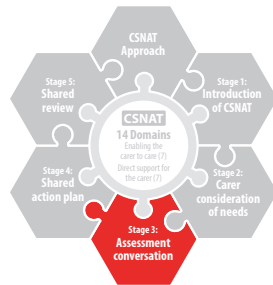 CSNAT
Approach
Stage 1:
Introduction
of CSNAT
Stage 2:
Carer
consideration
of needs
Stage 3:
Assessment
conversation
Stage 4:
Shared
action plan
Stage 5:
Shared
review
CSNAT
14 Domains
Enabling the
carer to care (7)
Direct support for
the carer (7)